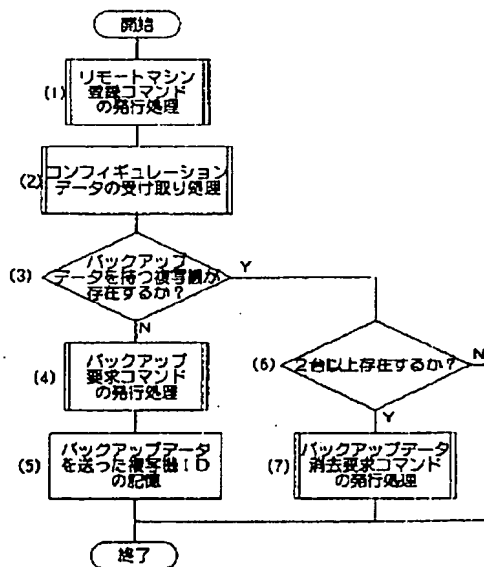 開始
(1)
リモートマシン
登録コマンド
の発行処理
(2)
コンフィギュレーション
データの受け取り処理
(3)
バックアップ
データを持つ複写機が
存在するか?
Y
N
(4)
バックアップ
要求コマンド
の発行処理
(5)
バックアップデータ
を送った複写機ID
の記憶
(6)
2台以上存在するか?
N
Y
(7)
バックアップデータ
消去要求コマンド
の発行処理
終了